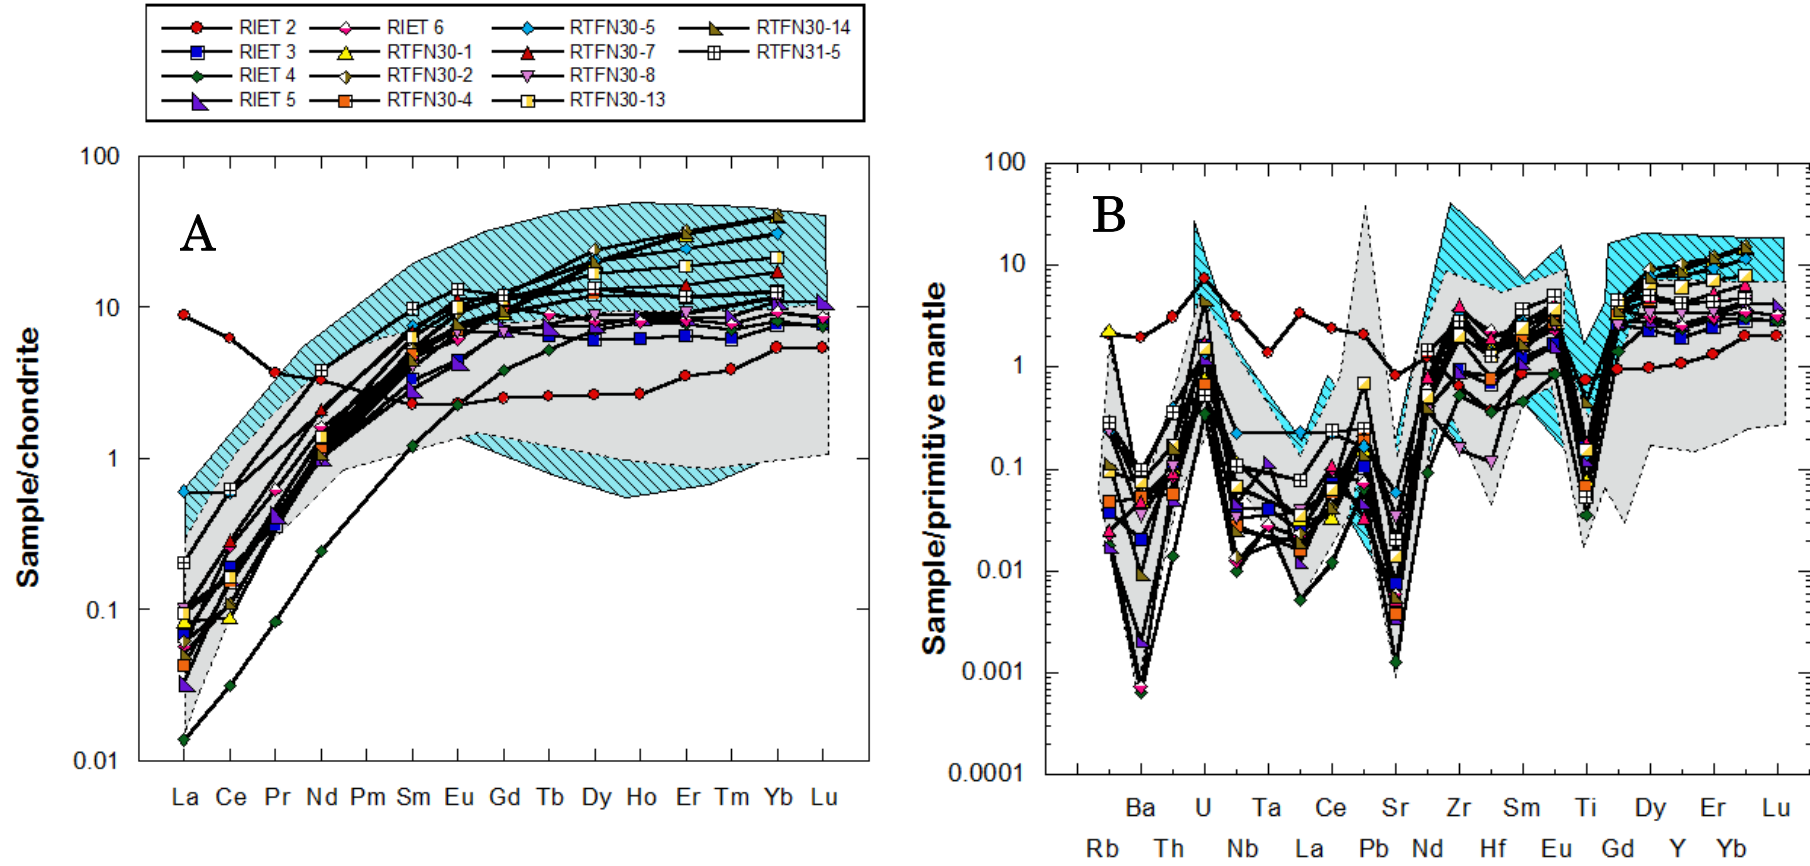 RIET 2 RIET 6 RTFN30-5 RTFN30-14
RIET 3 RTFN30-1 RTFN30-7 RTFN31-5
RIET 4 RTFN30-2 RTFN30-8
RIET 5 RTFN30-4 RTFN30-13
A
Sample/chondrite
100
10
1
0.1
0.01
La Ce Pr Nd Pm Sm Eu Gd Tb Dy Ho Er Tm Yb Lu
B
Sample/primitive mantle
100
10
1
0.1
0.01
0.001
0.0001
Ba U Ta Ce Sr Zr Sm Ti Dy Er Lu
Rb Th Nb La Pb Nd Hf Eu Gd Y Yb